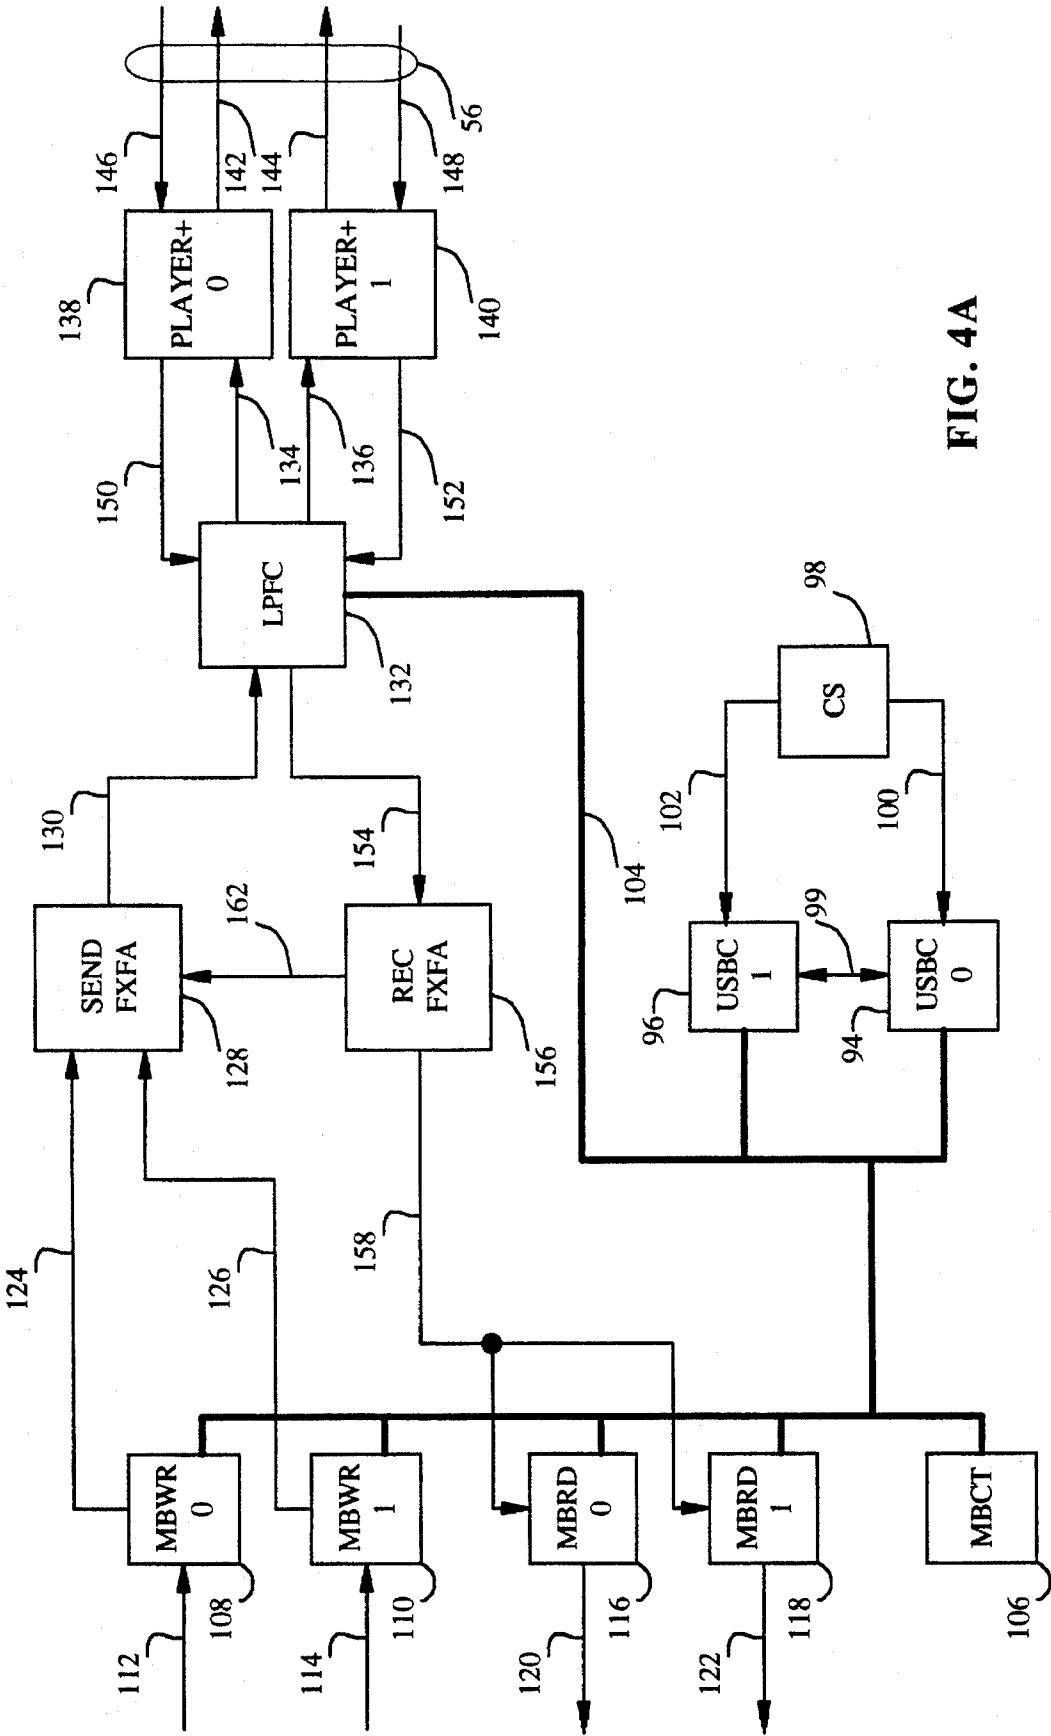 112
108
MBWR
0
124
114
110
MBWR
1
126
120
116
MBRD
0
122
118
MBRD
1
106
MBCT
158
SEND
FXFA
128
130
162
REC
FXFA
156
154
LPFC
132
104
150
134
136
152
138
PLAYER+
0
PLAYER+
1
140
146
142
144
148
56
96
USBC
1
99
94
USBC
0
102
100
CS
98
FIG. 4A